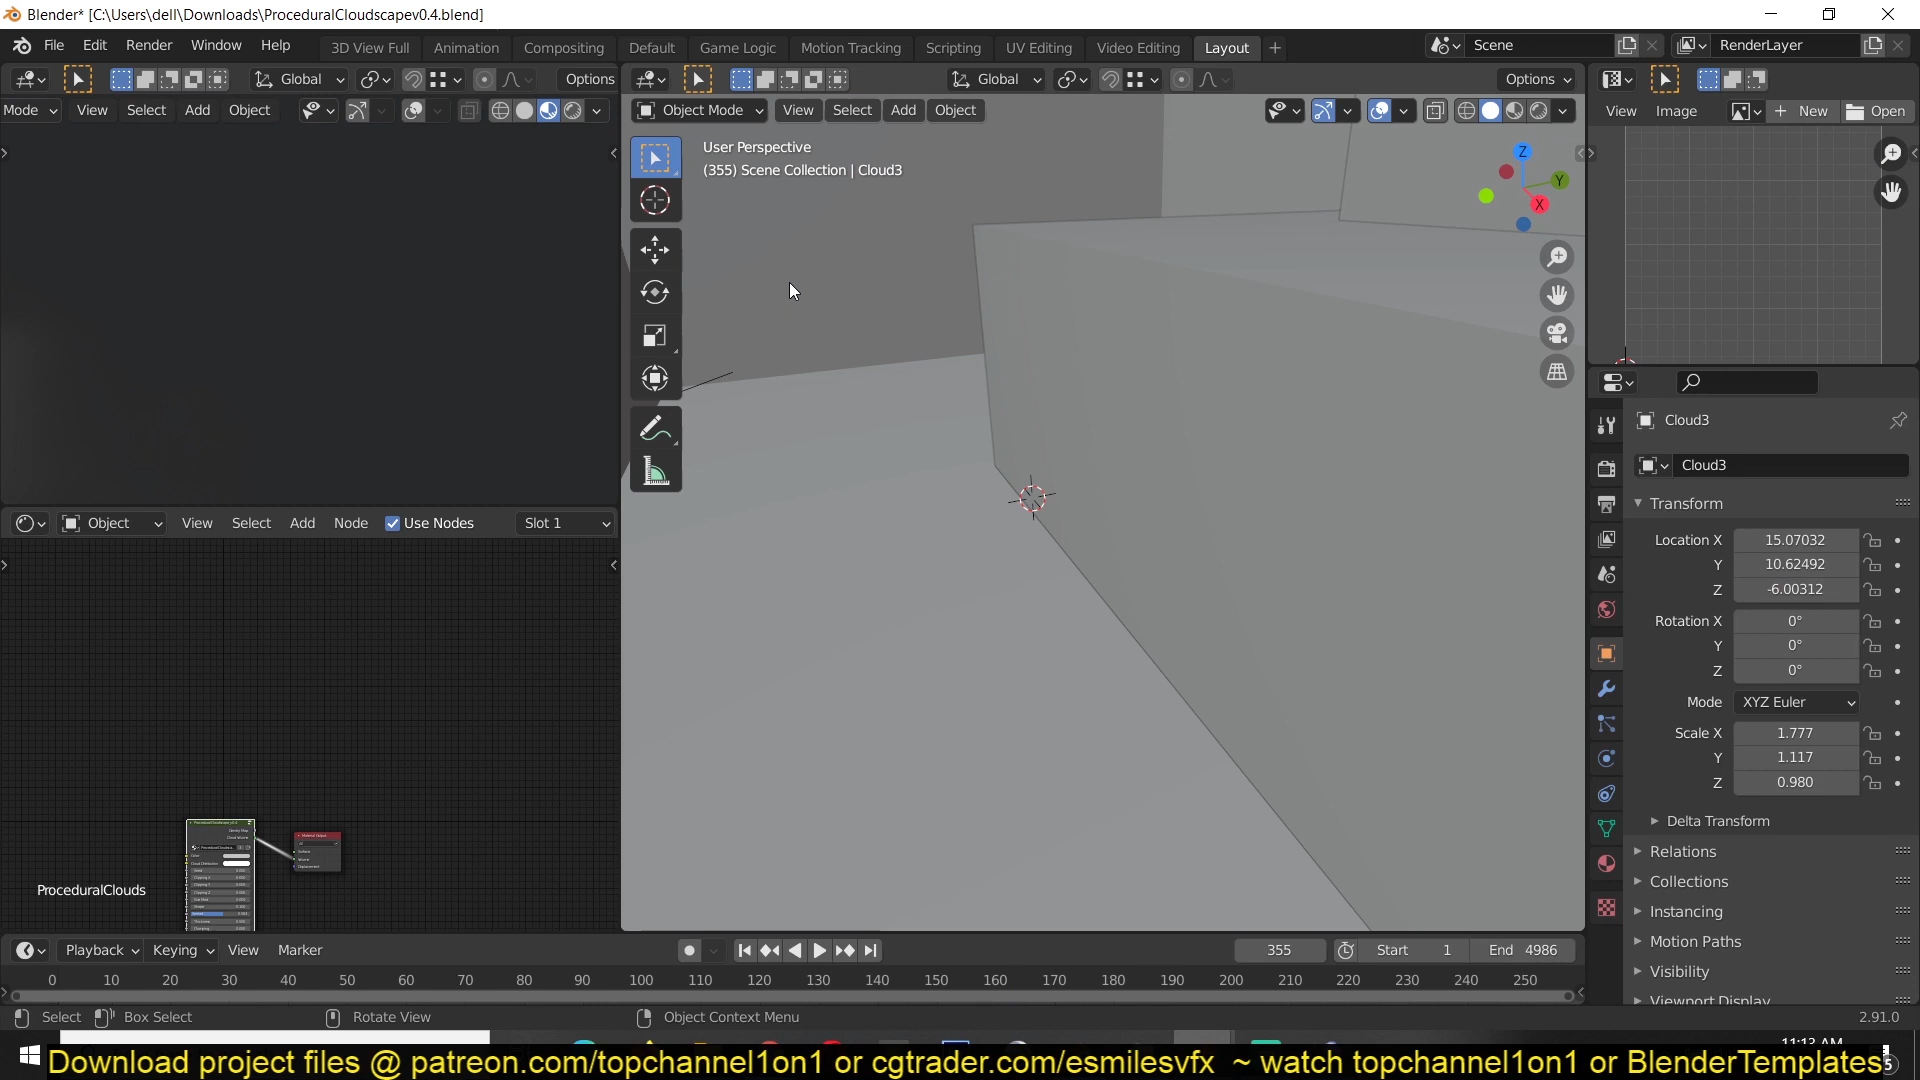 Blender* [C:\Users\dell\Downloads\ProceduralCloudscapev0.4.blend]
File Edit Render Window Help 3D View Full Animation Compositing Default Game Logic Motion Tracking Scripting UV Editing Video Editing Layout + Scene RenderLayer
Global Options Global Options
Mode View Select Add Object Object Mode View Select Add Object View Image New Open
User Perspective
(355) Scene Collection | Cloud3
Z
Y
X
Cloud3
Cloud3
Transform
Object View Select Add Node Use Nodes Slot 1
Location X 15.07032
Y 10.62492
Z -6.00312
Rotation X 0°
Y 0°
Z 0°
Mode XYZ Euler
Scale X 1.777
Y 1.117
Z 0.980
Delta Transform
Relations
Collections
Instancing
Motion Paths
Visibility
Viewport Display
ProceduralClouds
Playback Keying View Marker 355 Start 1 End 4986
0 10 20 30 40 50 60 70 80 90 100 110 120 130 140 150 160 170 180 190 200 210 220 230 240 250
Select Box Select Rotate View Object Context Menu 2.91.0
11:13 AM
Download project files @ patreon.com/topchannel1on1 or cgtrader.com/esmilesvfx ~ watch topchannel1on1 or BlenderTemplates